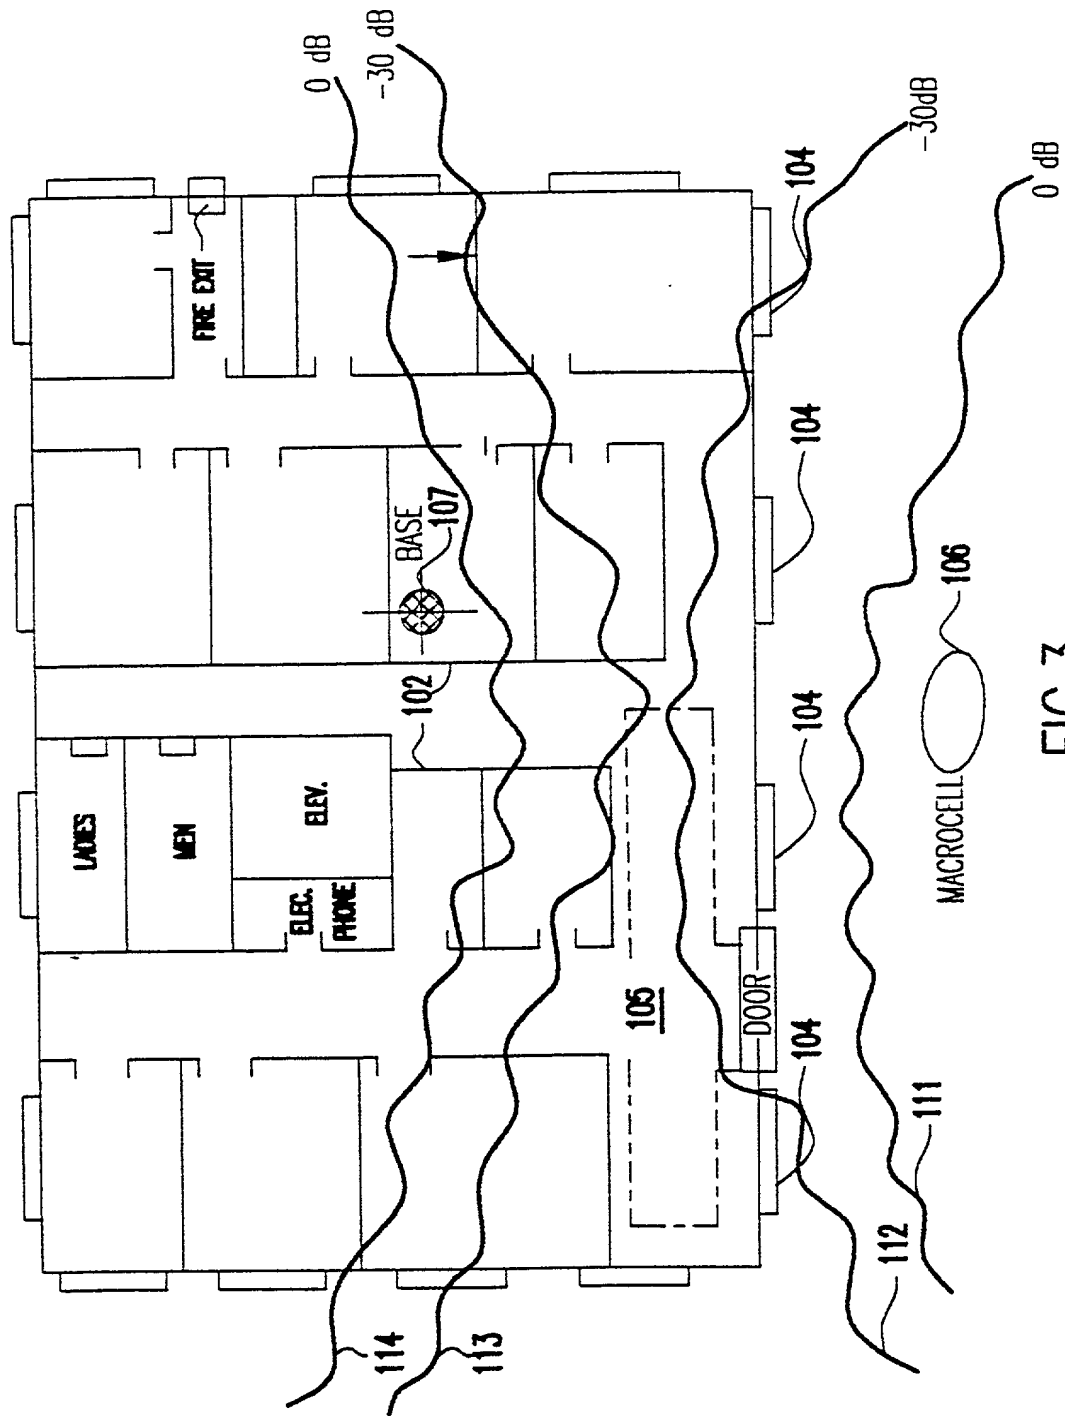 LADIES
MEN
FIRE EXIT
ELEC.
PHONE
ELEV.
0 dB
-30 dB
114
102
BASE
107
113
105
DOOR
104
104
104
104
112
-30dB
111
MACROCELL
106
0 dB
FIG. 3